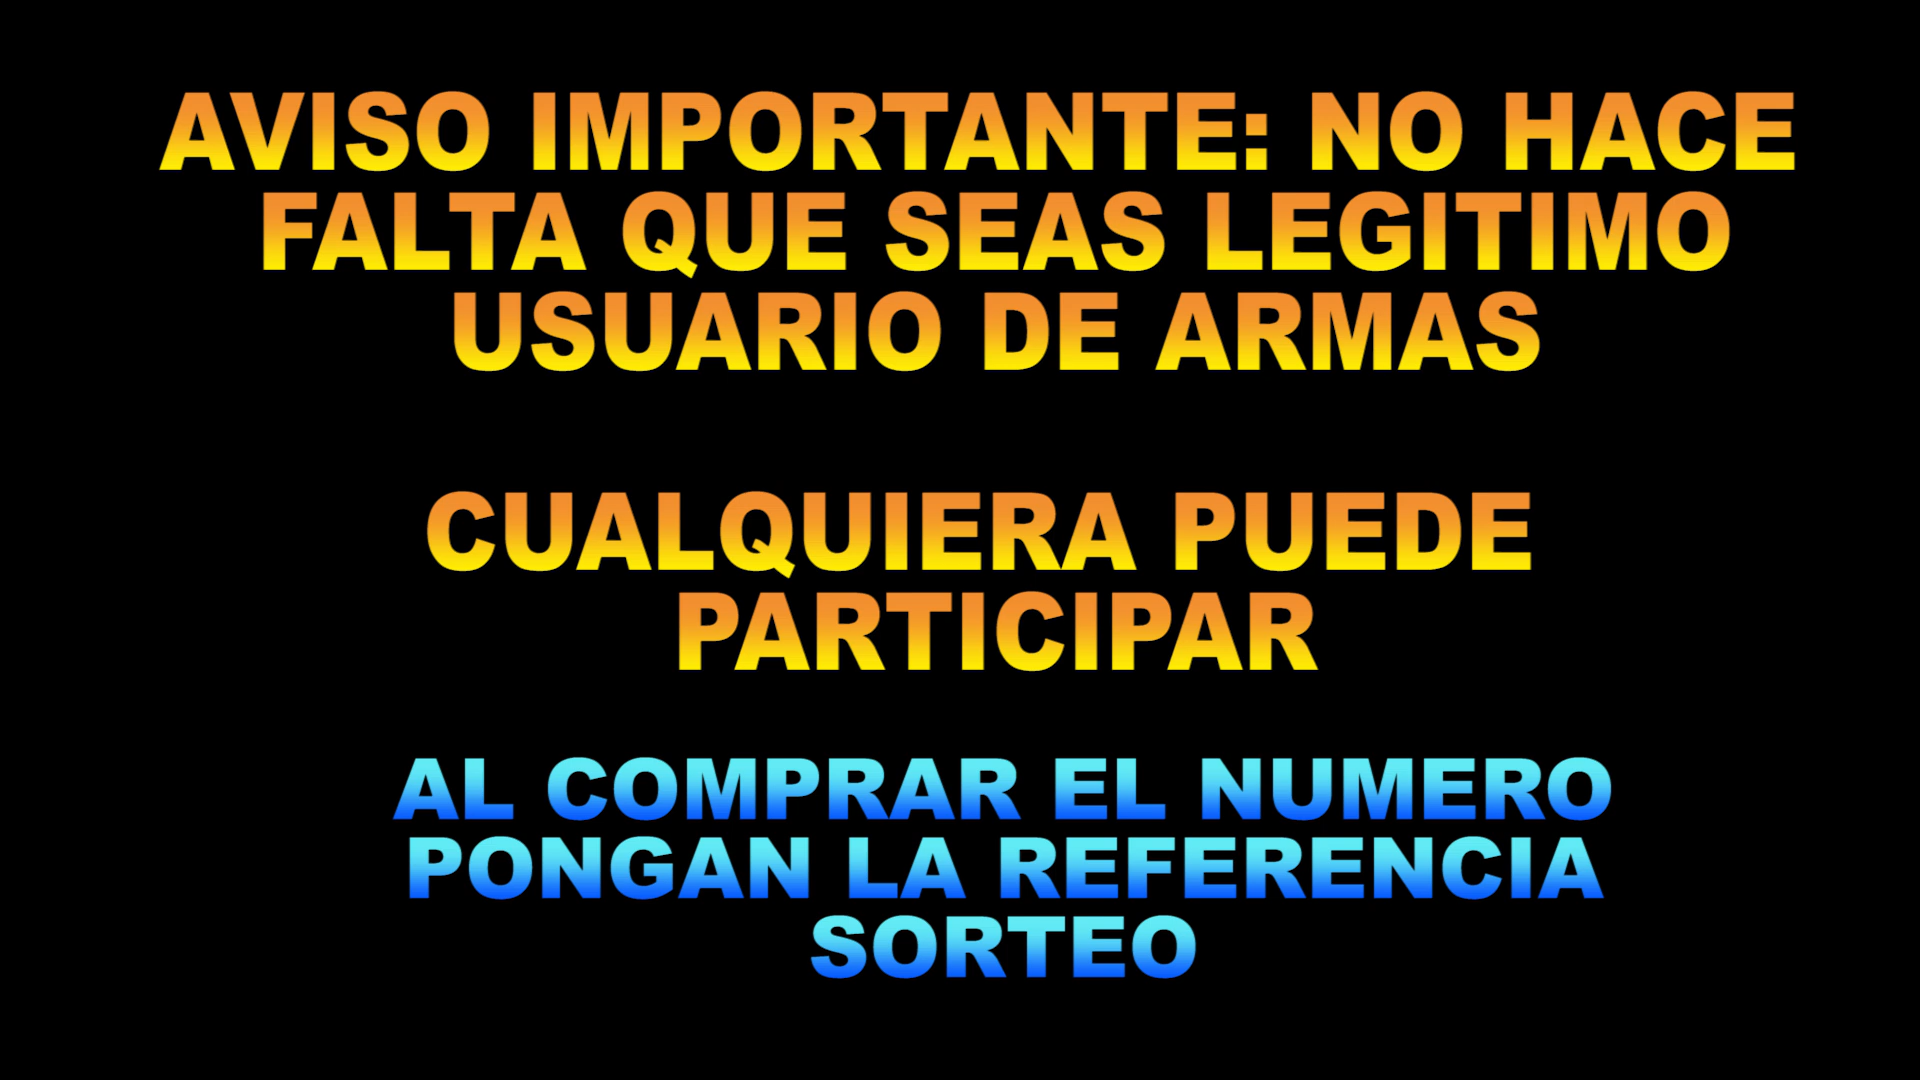 AVISO IMPORTANTE: NO HACE
FALTA QUE SEAS LEGITIMO
USUARIO DE ARMAS
CUALQUIERA PUEDE
PARTICIPAR
AL COMPRAR EL NUMERO
PONGAN LA REFERENCIA
SORTEO